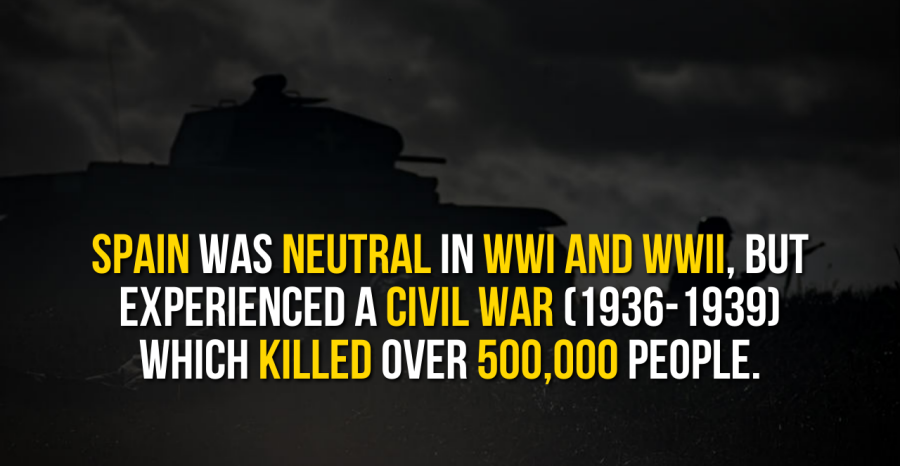 SPAIN WAS NEUTRAL IN WWI AND WWII, BUT
EXPERIENCED A CIVIL WAR (1936-1939)
WHICH KILLED OVER 500,000 PEOPLE.